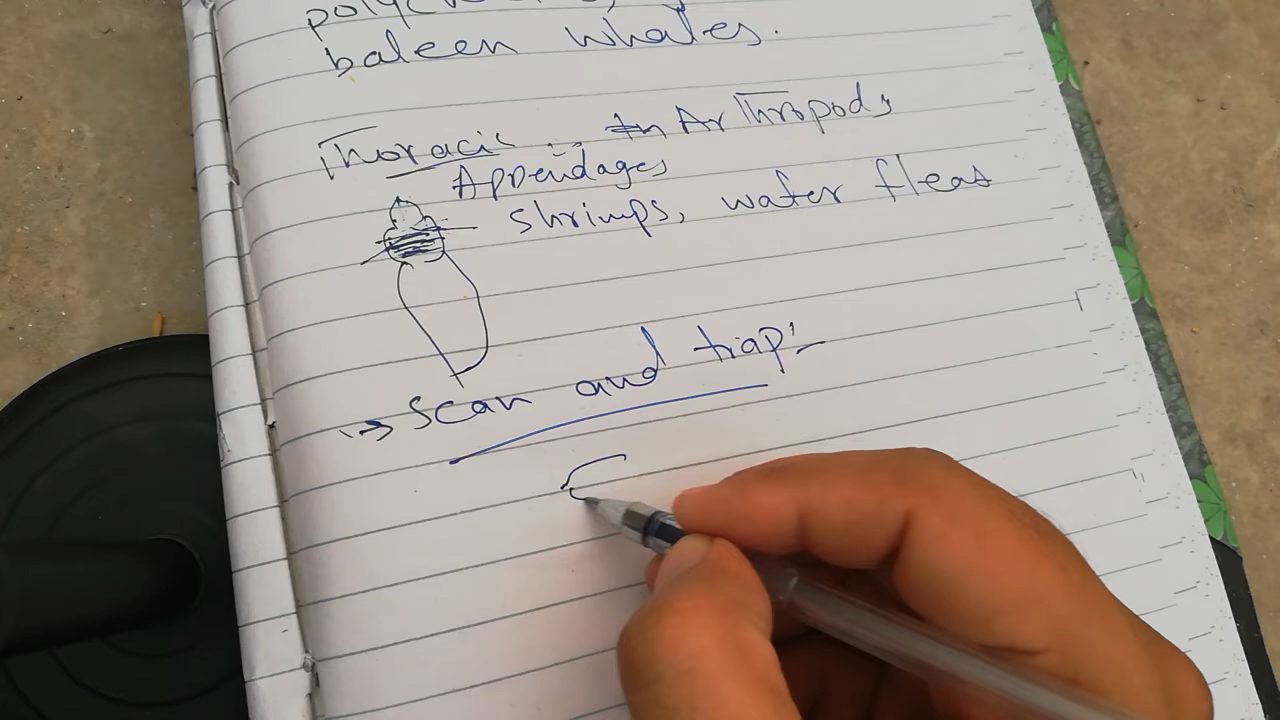 baleen whales.
Thoracic :- In Arthropods
Appendages
shrimps, water fleas
→ Scan and trap:-